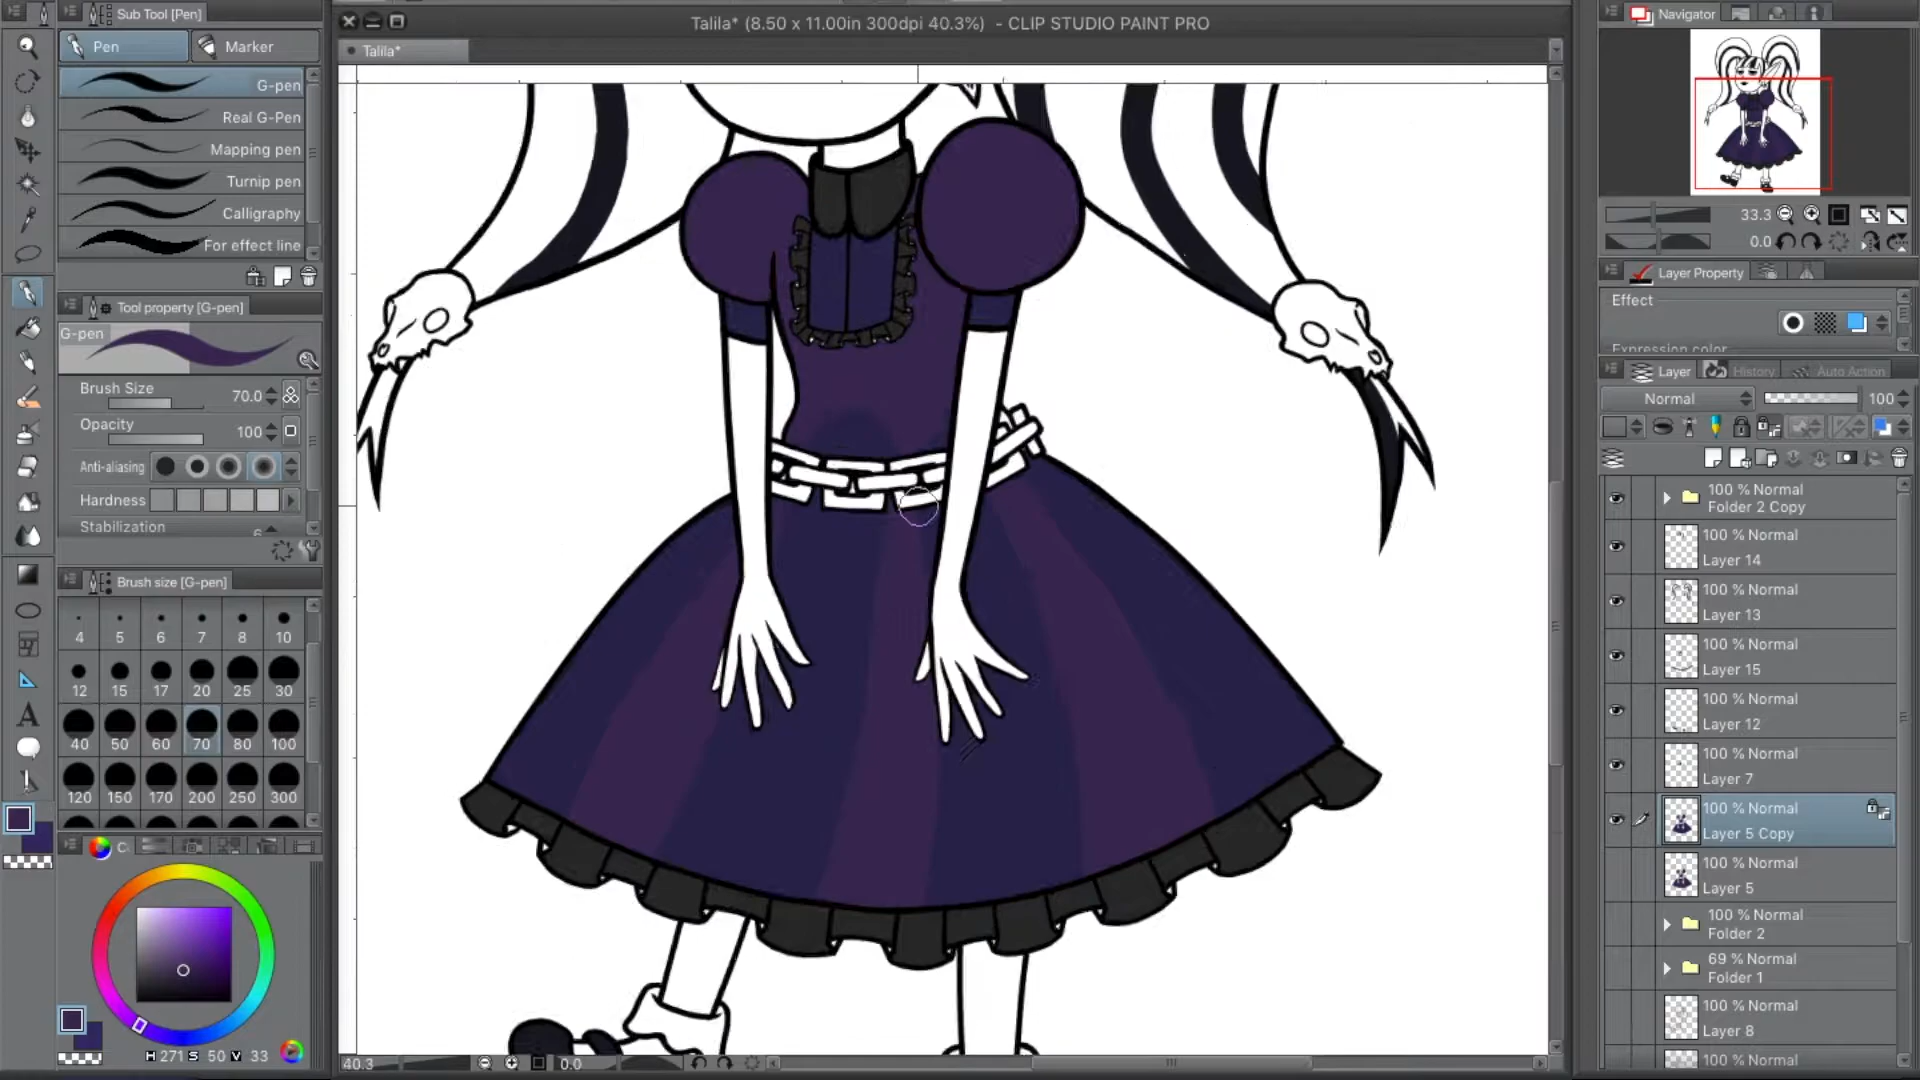 Sub Tool [Pen]
Pen
Marker
G-pen
Real G-Pen
Mapping pen
Turnip pen
Calligraphy
For effect line
Tool property [G-pen]
G-pen
Brush Size
70.0
Opacity
100
Anti-aliasing
Hardness
Stabilization
6
Brush size [G-pen]
4 5 6 7 8 10
12 15 17 20 25 30
40 50 60 70 80 100
120 150 170 200 250 300
C
H 271 S 50 V 33
Talila* (8.50 x 11.00in 300dpi 40.3%) - CLIP STUDIO PAINT PRO
Talila*
40.3
0.0
Navigator
33.3
0.0
Layer Property
Effect
Expression color
Layer
History
Auto Action
Normal
100
100 % Normal
Folder 2 Copy
100 % Normal
Layer 14
100 % Normal
Layer 13
100 % Normal
Layer 15
100 % Normal
Layer 12
100 % Normal
Layer 7
100 % Normal
Layer 5 Copy
100 % Normal
Layer 5
100 % Normal
Folder 2
69 % Normal
Folder 1
100 % Normal
Layer 8
100 % Normal